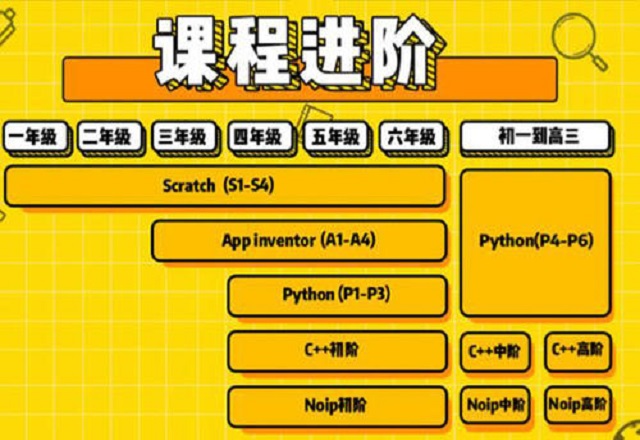 课程进阶
一年级 二年级 三年级 四年级 五年级 六年级 初一到高三
Scratch (S1-S4)
App inventor (A1-A4)
Python(P4-P6)
Python (P1-P3)
C++初阶 C++中阶 C++高阶
Noip初阶 Noip中阶 Noip高阶